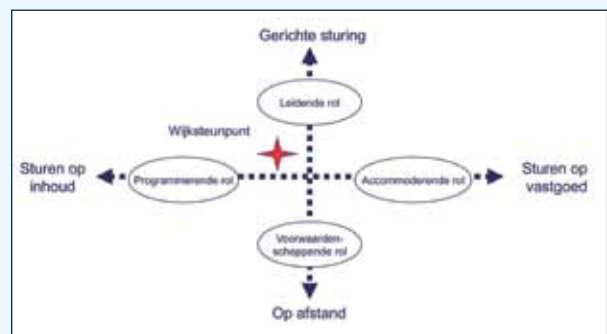 Gerichte sturing
Leidende rol
Wijksteunpunt
Sturen op
inhoud
Programmerende rol
Accommoderende rol
Sturen op
vastgoed
Voorwaarden-
scheppende rol
Op afstand